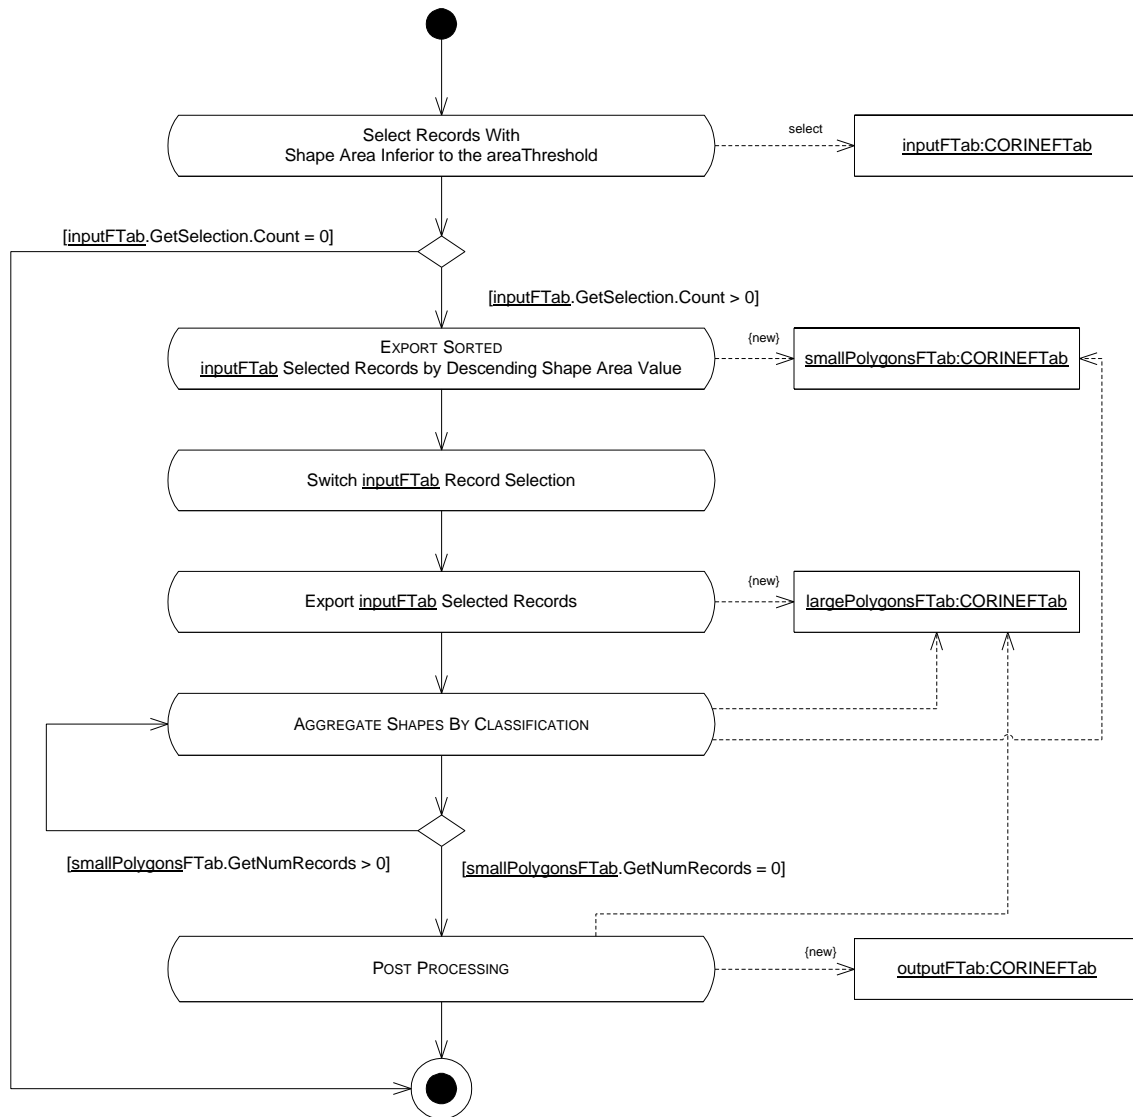 Select Records With
Shape Area Inferior to the areaThreshold
select
inputFTab:CORINEFTab
[inputFTab.GetSelection.Count = 0]
[inputFTab.GetSelection.Count > 0]
EXPORT SORTED
inputFTab Selected Records by Descending Shape Area Value
{new}
smallPolygonsFTab:CORINEFTab
Switch inputFTab Record Selection
Export inputFTab Selected Records
{new}
largePolygonsFTab:CORINEFTab
AGGREGATE SHAPES BY CLASSIFICATION
[smallPolygonsFTab.GetNumRecords > 0]
[smallPolygonsFTab.GetNumRecords = 0]
POST PROCESSING
{new}
outputFTab:CORINEFTab